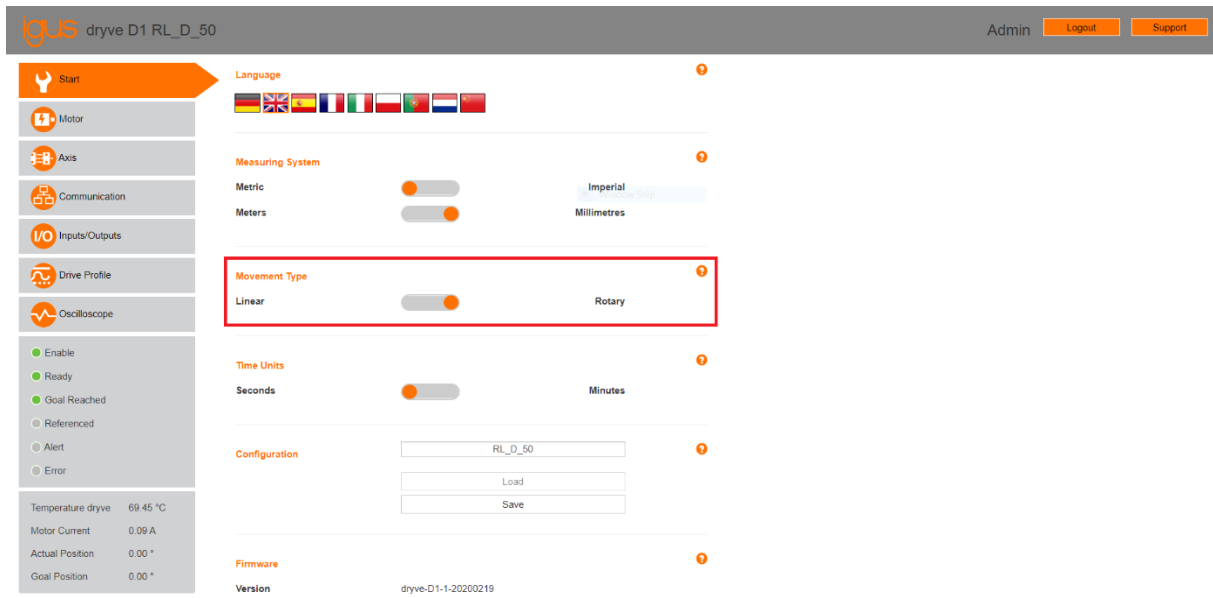 igus dryve D1 RL_D_50
Admin Logout Support
Start
Motor
Axis
Communication
Inputs/Outputs
Drive Profile
Oscilloscope
Enable
Ready
Goal Reached
Referenced
Alert
Error
Temperature dryve 69.45 °C
Motor Current 0.09 A
Actual Position 0.00 °
Goal Position 0.00 °
Language
Measuring System
Metric Imperial
Meters Millimetres
Movement Type
Linear Rotary
Time Units
Seconds Minutes
Configuration RL_D_50
Load
Save
Firmware
Version dryve-D1-1-20200219